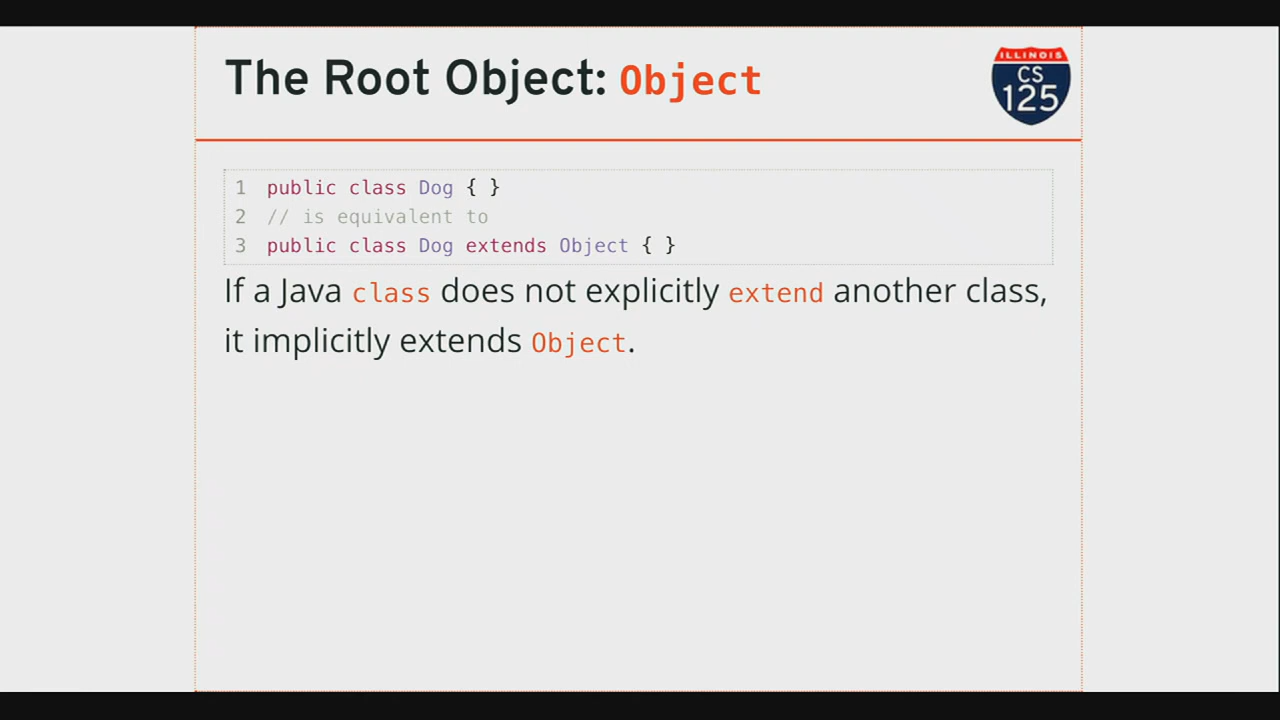 The Root Object: Object
ILLINOIS
CS
125
1 public class Dog { }
2 // is equivalent to
3 public class Dog extends Object { }
If a Java class does not explicitly extend another class,
it implicitly extends Object.